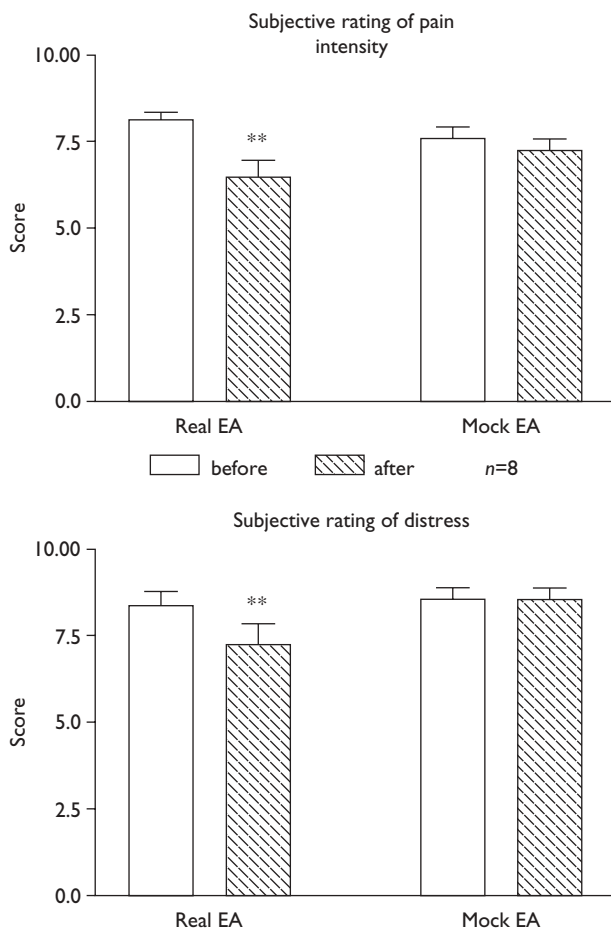 Subjective rating of pain
intensity
10.00
7.5
5.0
2.5
0.0
Score
**
Real EA
Mock EA
before
after
n=8
Subjective rating of distress
10.00
7.5
5.0
2.5
0.0
Score
**
Real EA
Mock EA